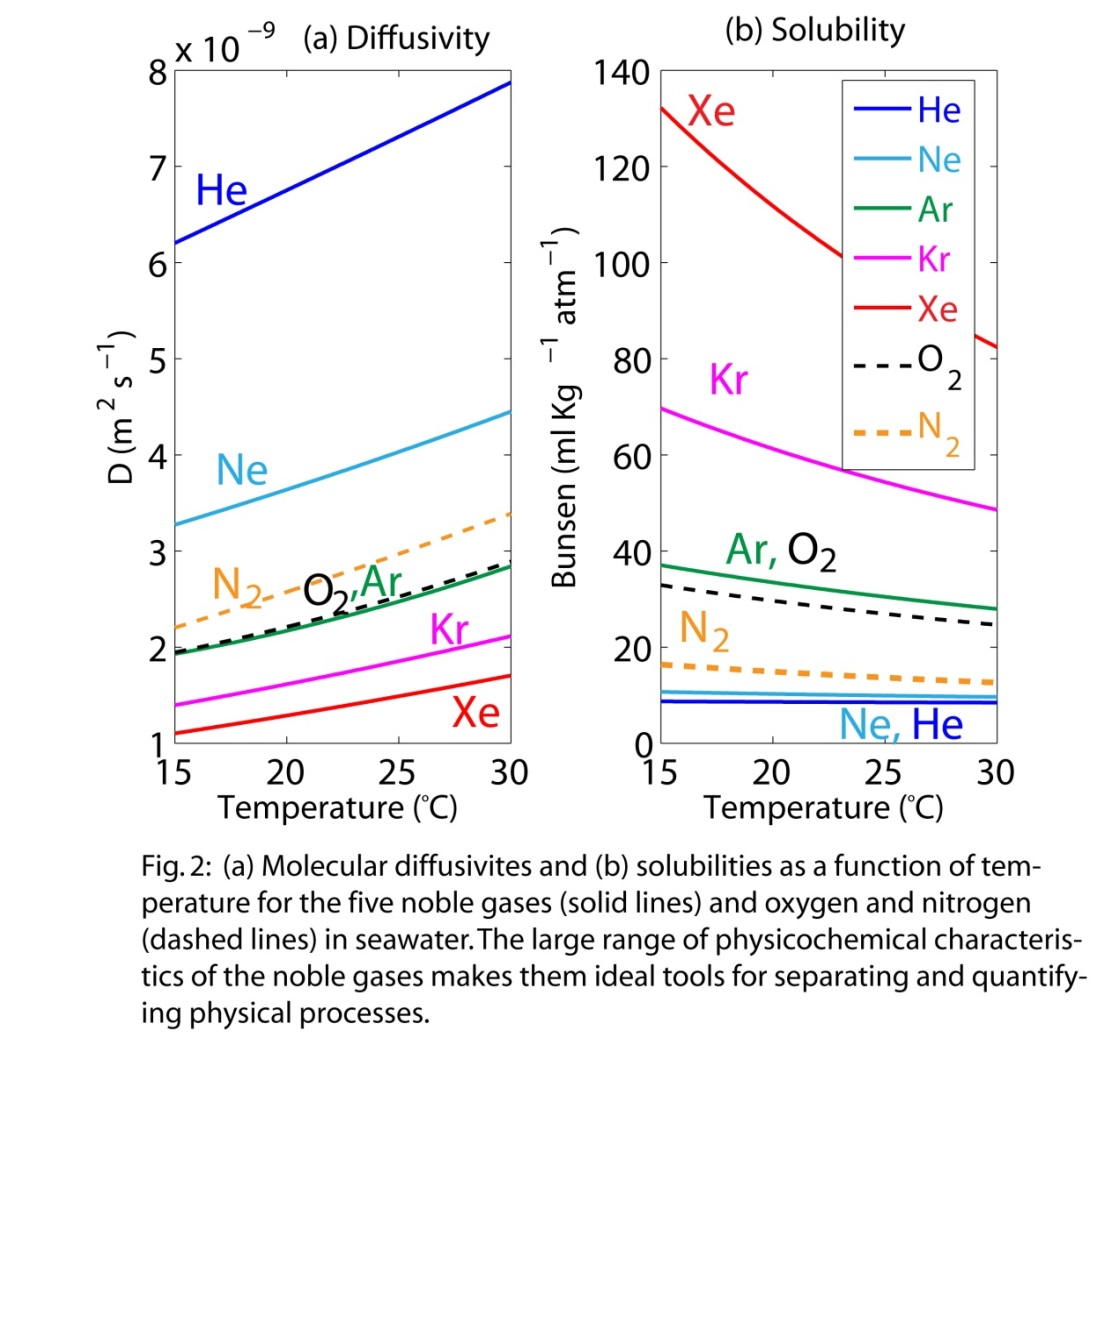 x 10 −9 (a) Diffusivity
8
7
6
5
4
3
2
1
D (m 2 s −1)
He
Ne
N2
O2,Ar
Kr
Xe
15 20 25 30
Temperature (°C)
(b) Solubility
140
120
100
80
60
40
20
0
Bunsen (ml Kg −1 atm−1)
Xe
Kr
Ar, O2
N2
Ne, He
He
Ne
Ar
Kr
Xe
O2
N2
15 20 25 30
Temperature (°C)
Fig. 2: (a) Molecular diffusivites and (b) solubilities as a function of tem-
perature for the five noble gases (solid lines) and oxygen and nitrogen
(dashed lines) in seawater. The large range of physicochemical characteris-
tics of the noble gases makes them ideal tools for separating and quantify-
ing physical processes.